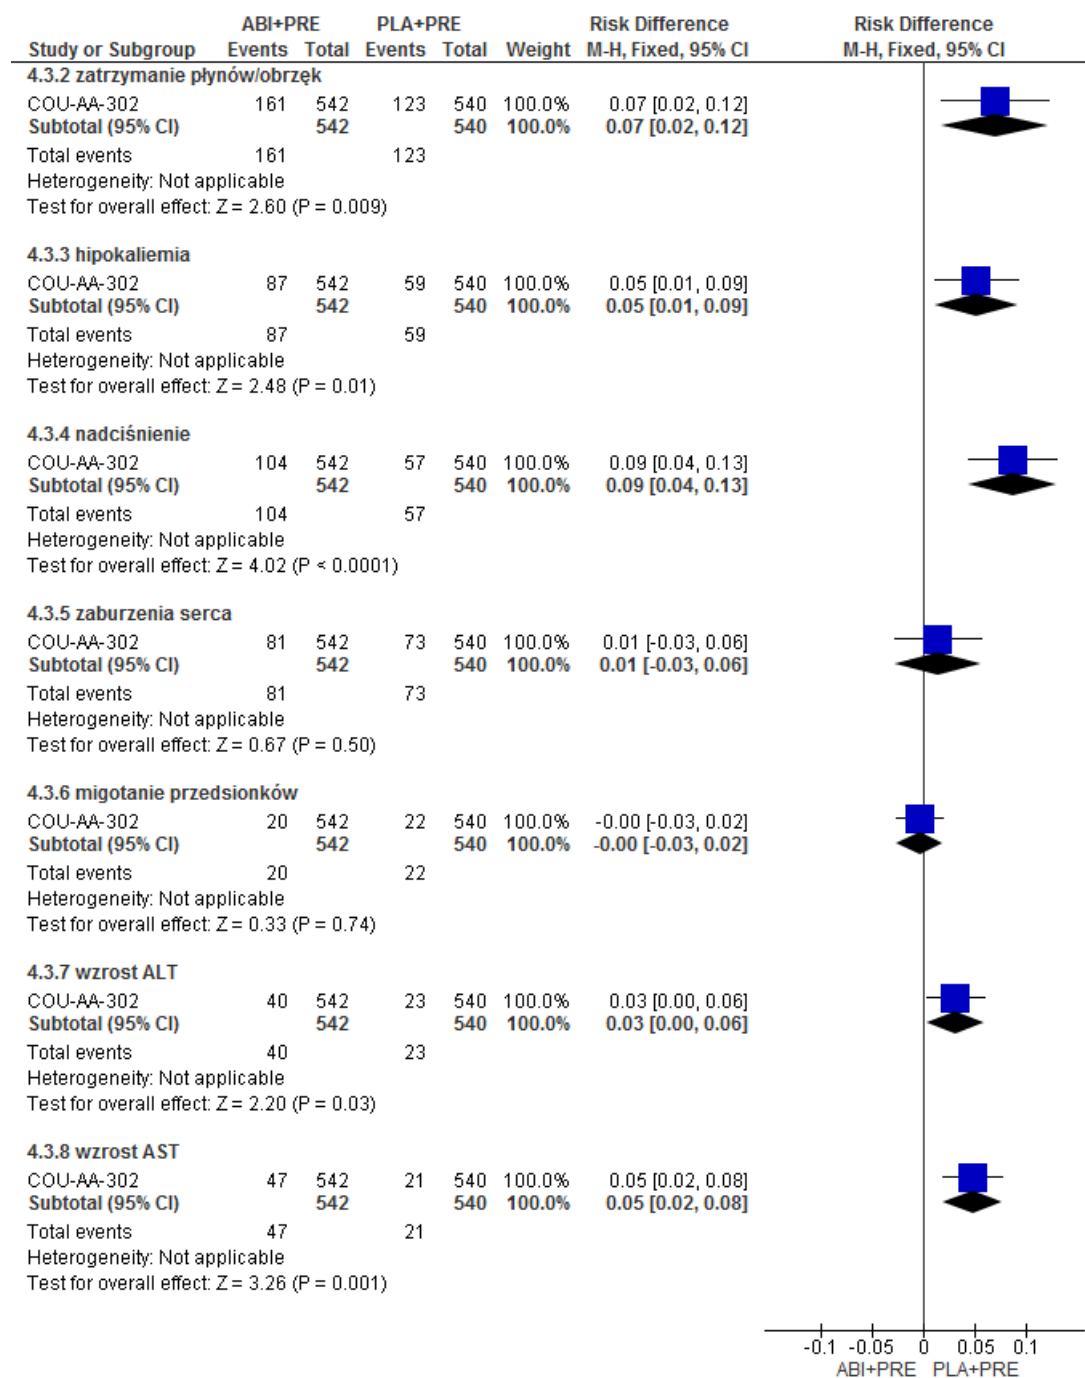 ABI+PRE PLA+PRE Risk Difference Risk Difference
Study or Subgroup Events Total Events Total Weight M-H, Fixed, 95% CI M-H, Fixed, 95% CI
4.3.2 zatrzymanie płynów/obrzęk
COU-AA-302 161 542 123 540 100.0% 0.07 [0.02, 0.12]
Subtotal (95% CI) 542 540 100.0% 0.07 [0.02, 0.12]
Total events 161 123
Heterogeneity: Not applicable
Test for overall effect: Z = 2.60 (P = 0.009)
4.3.3 hipokaliemia
COU-AA-302 87 542 59 540 100.0% 0.05 [0.01, 0.09]
Subtotal (95% CI) 542 540 100.0% 0.05 [0.01, 0.09]
Total events 87 59
Heterogeneity: Not applicable
Test for overall effect: Z = 2.48 (P = 0.01)
4.3.4 nadciśnienie
COU-AA-302 104 542 57 540 100.0% 0.09 [0.04, 0.13]
Subtotal (95% CI) 542 540 100.0% 0.09 [0.04, 0.13]
Total events 104 57
Heterogeneity: Not applicable
Test for overall effect: Z = 4.02 (P < 0.0001)
4.3.5 zaburzenia serca
COU-AA-302 81 542 73 540 100.0% 0.01 [-0.03, 0.06]
Subtotal (95% CI) 542 540 100.0% 0.01 [-0.03, 0.06]
Total events 81 73
Heterogeneity: Not applicable
Test for overall effect: Z = 0.67 (P = 0.50)
4.3.6 migotanie przedsionków
COU-AA-302 20 542 22 540 100.0% -0.00 [-0.03, 0.02]
Subtotal (95% CI) 542 540 100.0% -0.00 [-0.03, 0.02]
Total events 20 22
Heterogeneity: Not applicable
Test for overall effect: Z = 0.33 (P = 0.74)
4.3.7 wzrost ALT
COU-AA-302 40 542 23 540 100.0% 0.03 [0.00, 0.06]
Subtotal (95% CI) 542 540 100.0% 0.03 [0.00, 0.06]
Total events 40 23
Heterogeneity: Not applicable
Test for overall effect: Z = 2.20 (P = 0.03)
4.3.8 wzrost AST
COU-AA-302 47 542 21 540 100.0% 0.05 [0.02, 0.08]
Subtotal (95% CI) 542 540 100.0% 0.05 [0.02, 0.08]
Total events 47 21
Heterogeneity: Not applicable
Test for overall effect: Z = 3.26 (P = 0.001)
-0.1 -0.05 0 0.05 0.1
ABI+PRE PLA+PRE